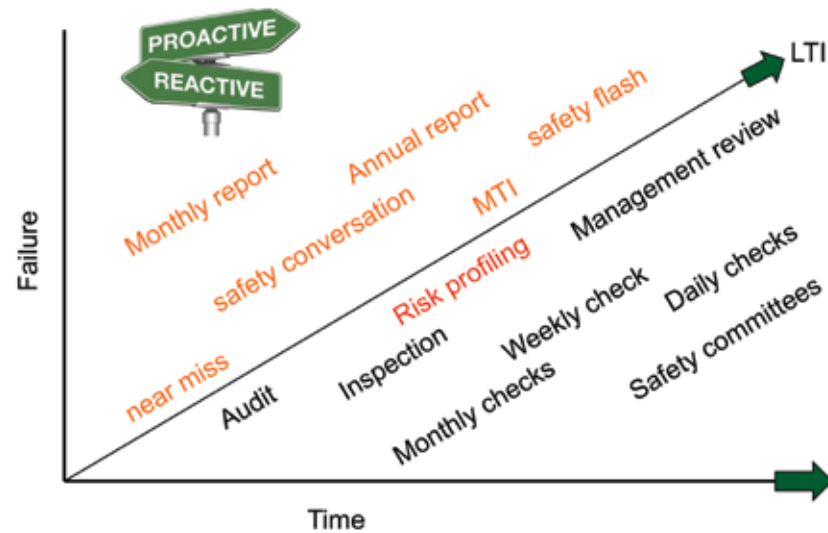 PROACTIVE
REACTIVE
LTI
Monthly report
Annual report
safety flash
safety conversation
MTI
Management review
near miss
Risk profiling
Audit
Inspection
Weekly check
Daily checks
Monthly checks
Safety committees
Failure
Time